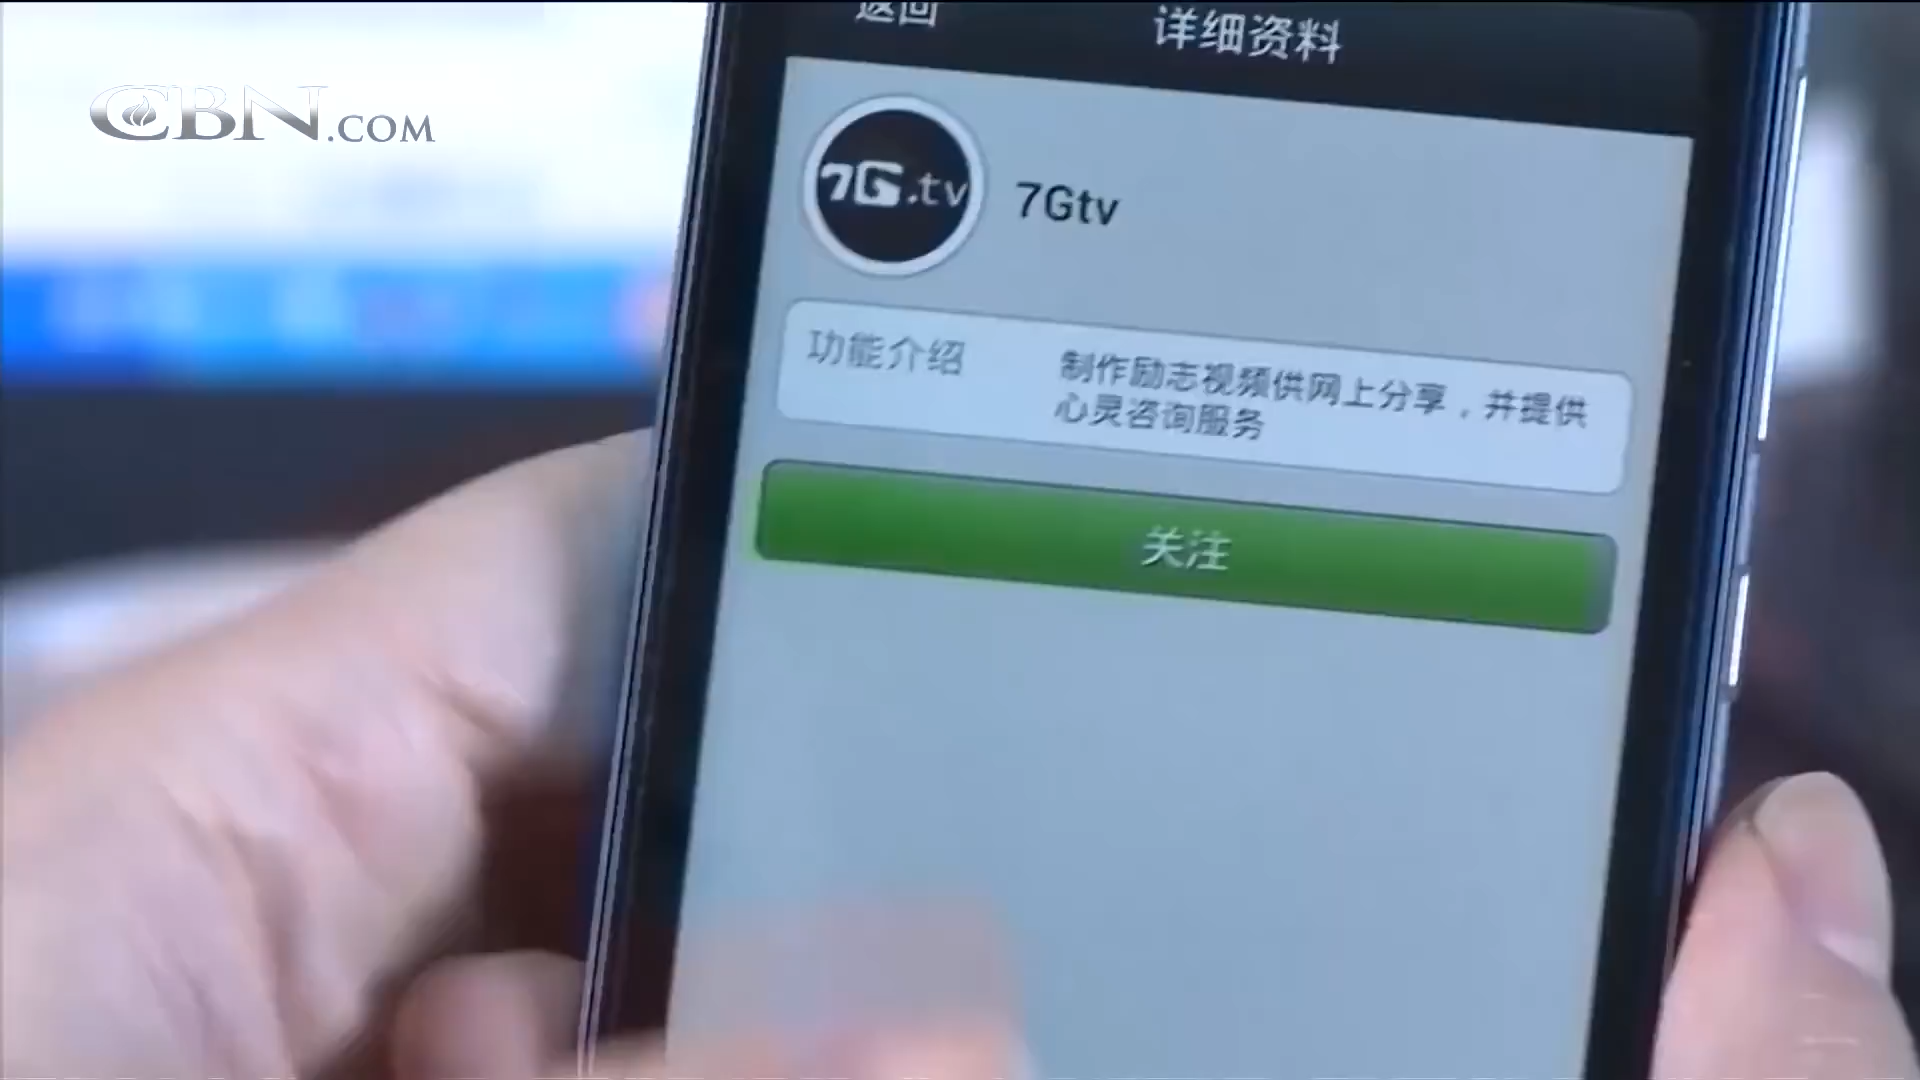 返回
详细资料
CBN.COM
7G.tv
7Gtv
功能介绍
制作励志视频供网上分享，并提供
心灵咨询服务
关注